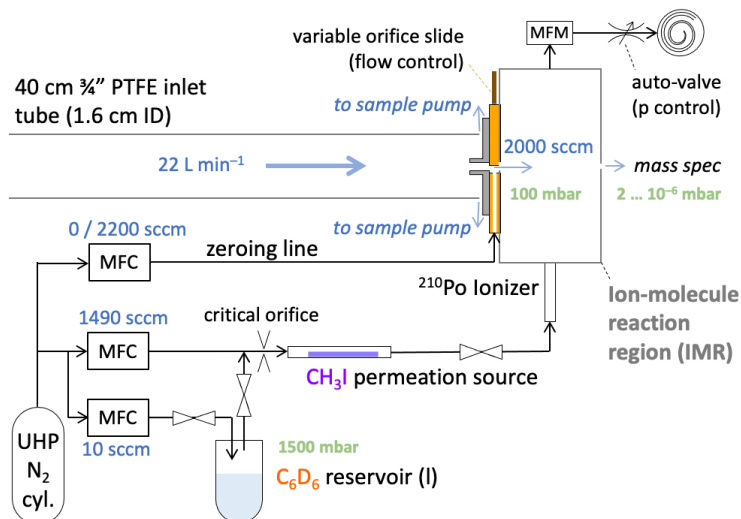 variable orifice slide
(flow control)
MFM
auto-valve
(p control)
40 cm ¾” PTFE inlet
tube (1.6 cm ID)
to sample pump
22 L min⁻¹
2000 sccm
100 mbar
mass spec
2 ... 10⁻⁶ mbar
to sample pump
0 / 2200 sccm
MFC
zeroing line
²¹⁰Po Ionizer
Ion-molecule
reaction
region (IMR)
1490 sccm
MFC
critical orifice
CH₃I permeation source
MFC
10 sccm
UHP
N₂
cyl.
1500 mbar
C₆D₆ reservoir (l)